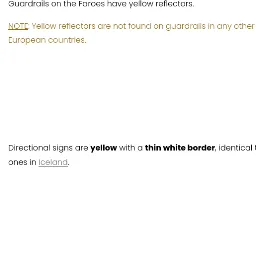 Guardrails on the Faroes have yellow reflectors.
NOTE: Yellow reflectors are not found on guardrails in any other
European countries.
Directional signs are yellow with a thin white border, identical t
ones in Iceland.